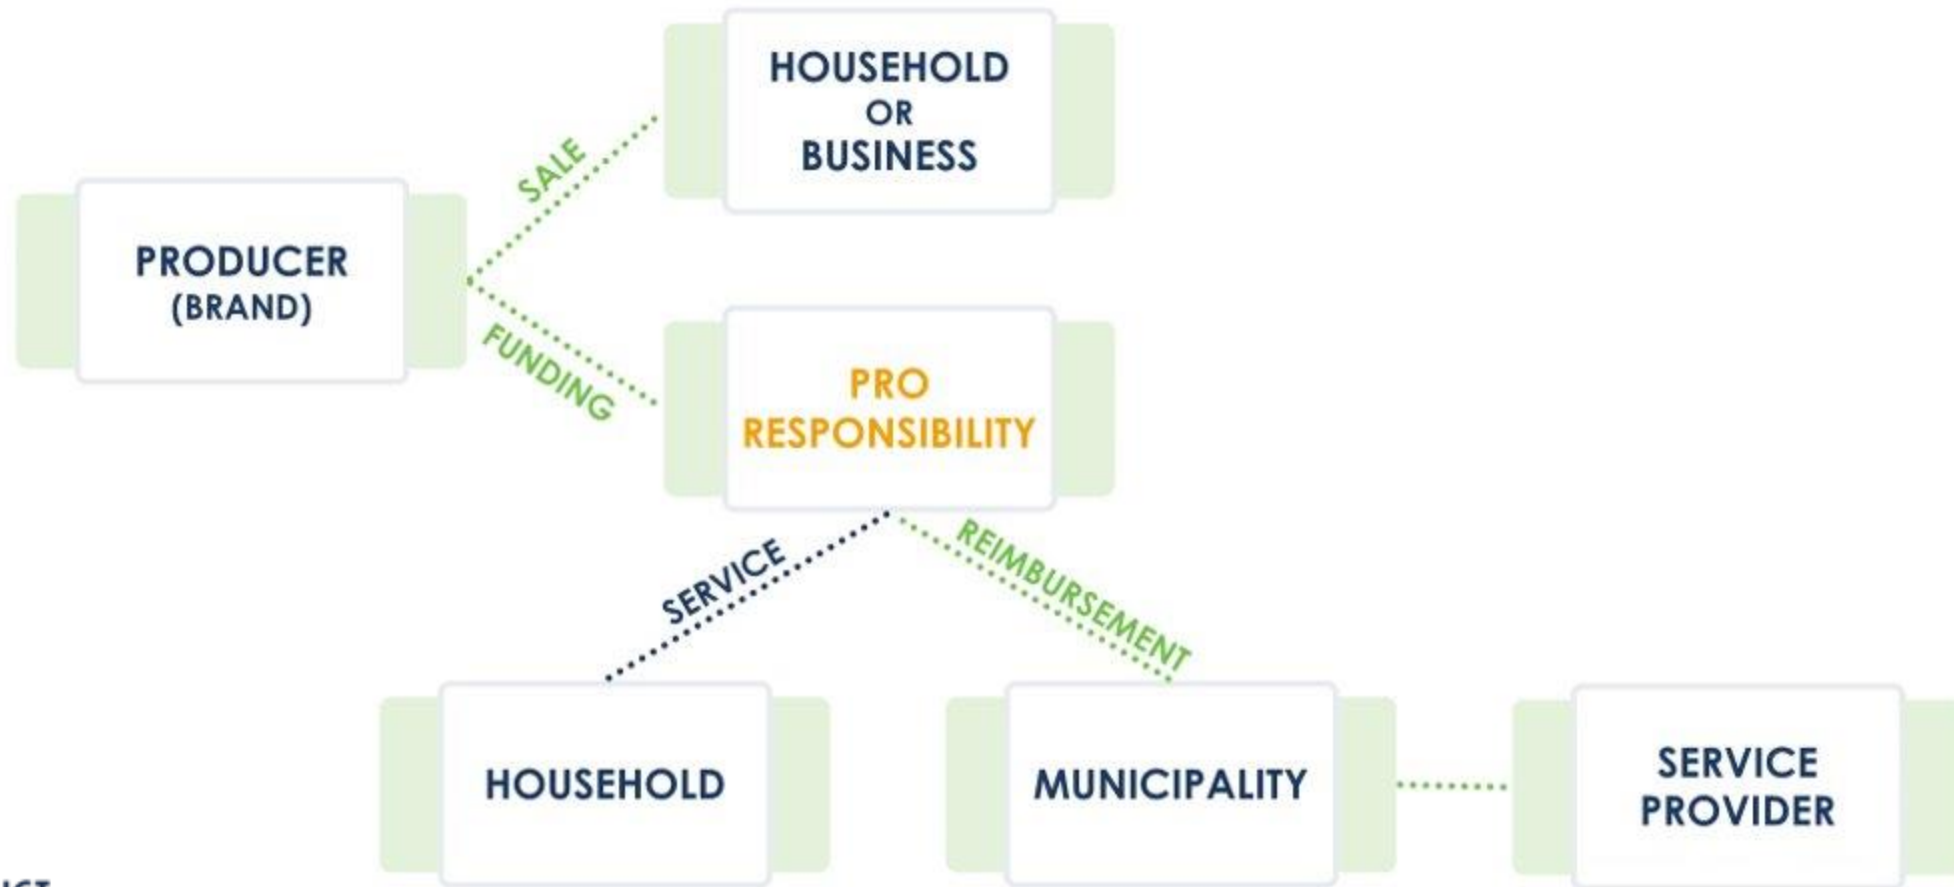 HOUSEHOLD
OR
BUSINESS
SALE
PRODUCER
(BRAND)
FUNDING
PRO
RESPONSIBILITY
SERVICE
REIMBURSEMENT
HOUSEHOLD
MUNICIPALITY
SERVICE
PROVIDER